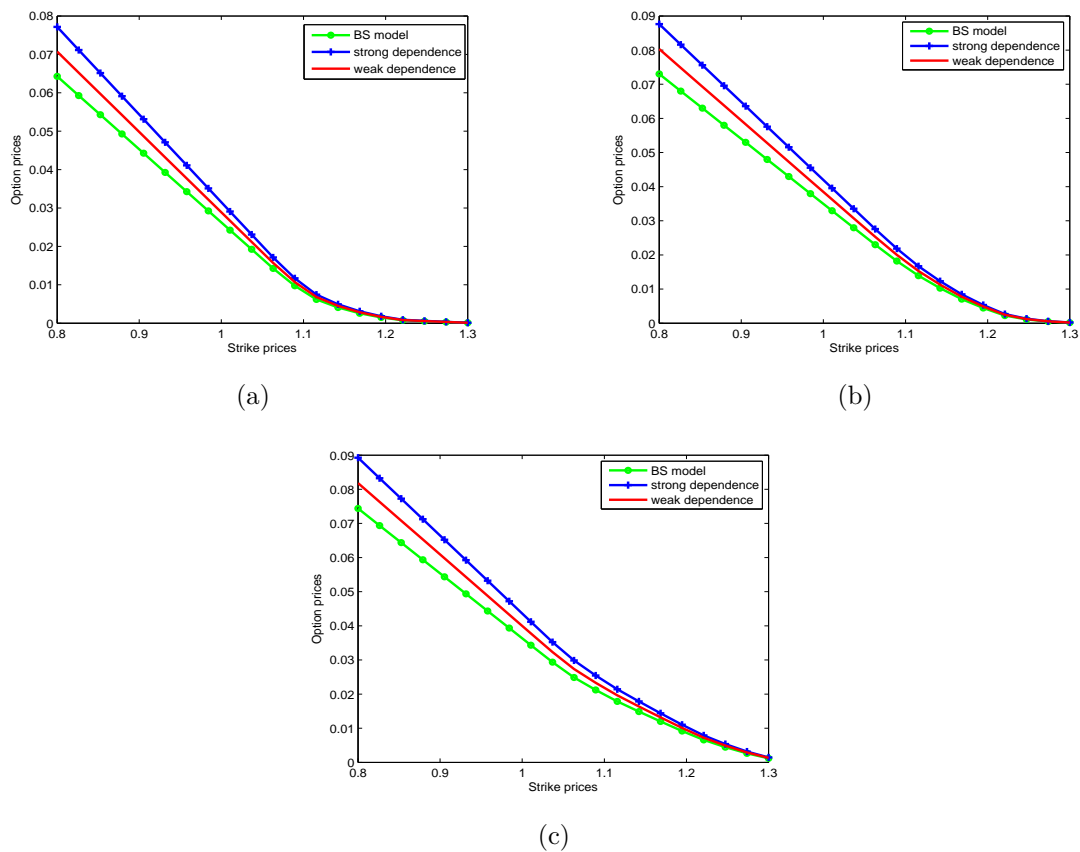 0.08
0.07
0.06
0.05
0.04
0.03
0.02
0.01
0
0.8 0.9 1 1.1 1.2 1.3
Option prices
Strike prices
BS model
strong dependence
weak dependence
(a)
0.09
0.08
0.07
0.06
0.05
0.04
0.03
0.02
0.01
0
0.8 0.9 1 1.1 1.2 1.3
Option prices
Strike prices
BS model
strong dependence
weak dependence
(b)
0.09
0.08
0.07
0.06
0.05
0.04
0.03
0.02
0.01
0
0.8 0.9 1 1.1 1.2 1.3
Option prices
Strike prices
BS model
strong dependence
weak dependence
(c)